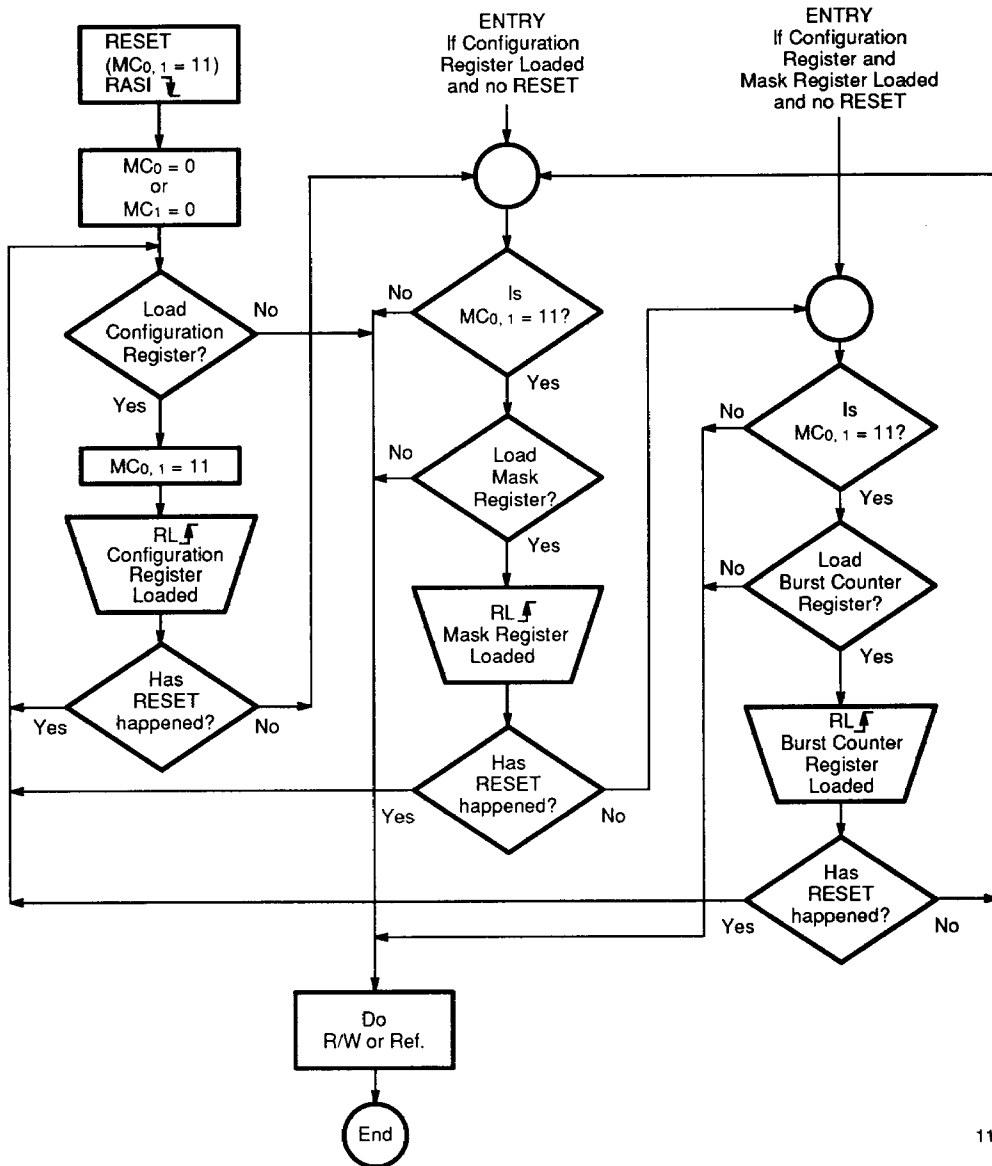 RESET
(MC0, 1 = 11)
RASI
MC0 = 0
or
MC1 = 0
Load
Configuration
Register?
No
Yes
MC0, 1 = 11
RL
Configuration
Register
Loaded
Has
RESET
happened?
Yes
No
ENTRY
If Configuration
Register Loaded
and no RESET
Is
MC0, 1 = 11?
No
Yes
Load
Mask
Register?
No
Yes
RL
Mask Register
Loaded
Has
RESET
happened?
Yes
No
ENTRY
If Configuration
Register and
Mask Register Loaded
and no RESET
Is
MC0, 1 = 11?
No
Yes
Load
Burst Counter
Register?
No
Yes
RL
Burst Counter
Register
Loaded
Has
RESET
happened?
Yes
No
Do
R/W or Ref.
End
11